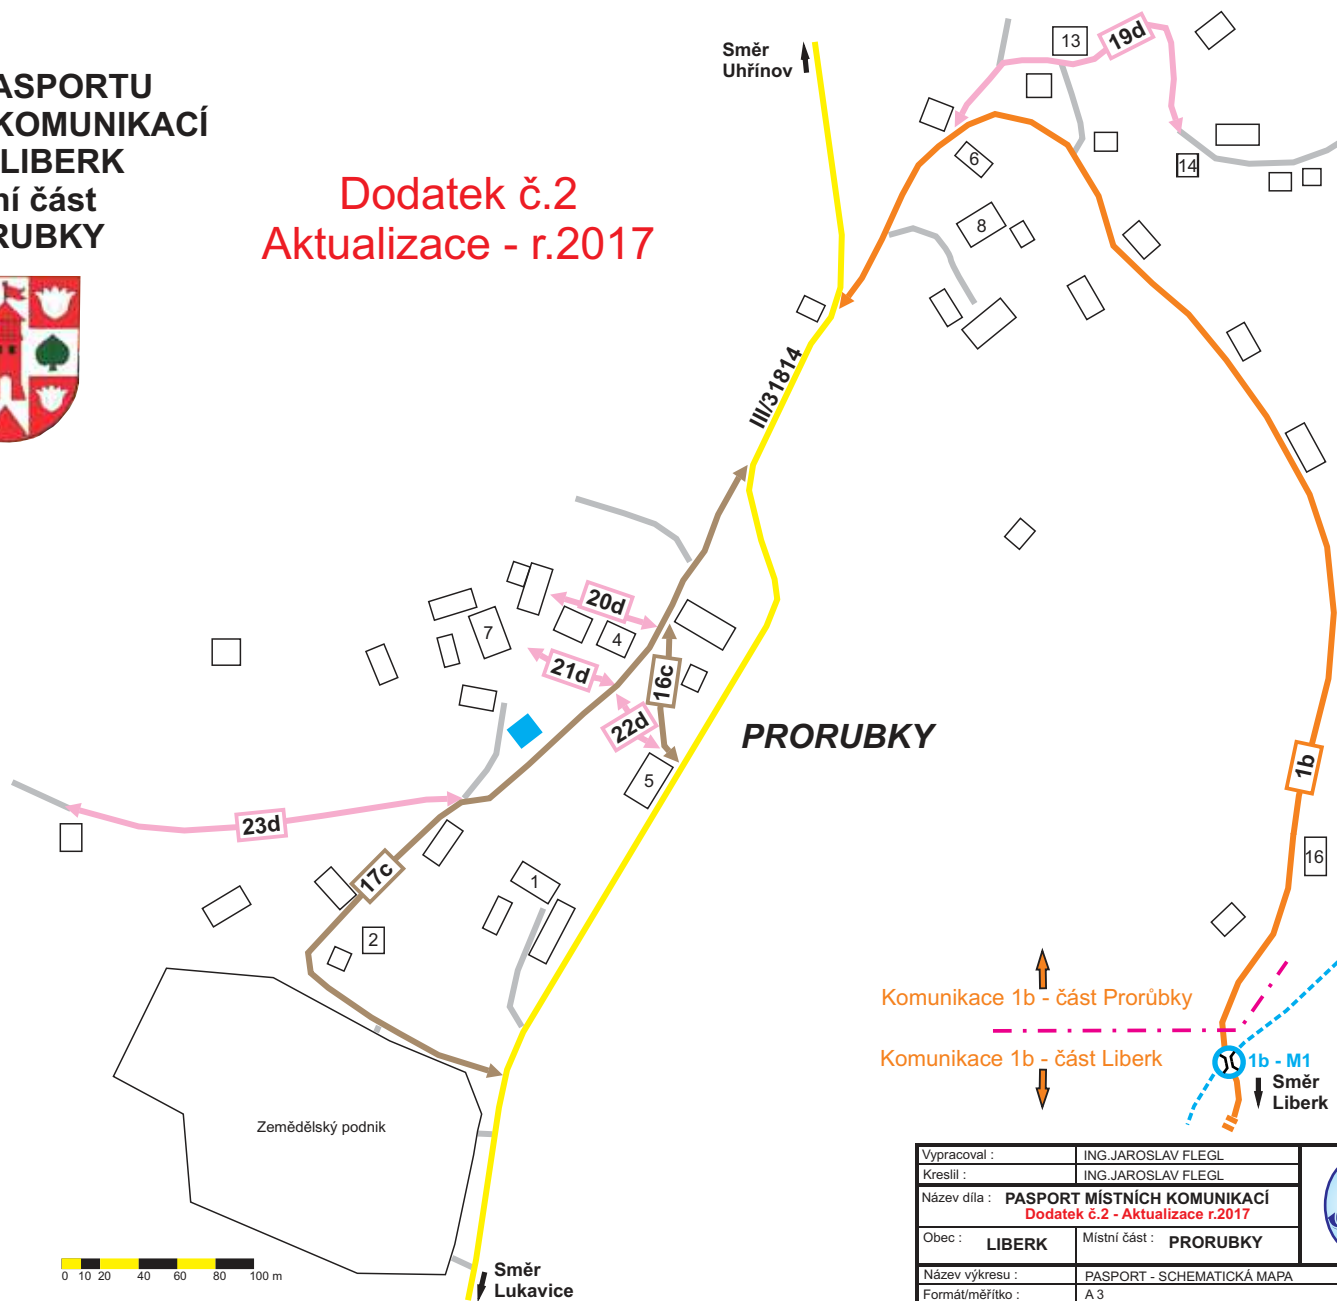 ASPORTU
KOMUNIKACÍ
LIBERK
ní část
RUBKY
Dodatek č.2
Aktualizace - r.2017
Směr
Uhřínov
13
19d
6
14
8
III/31814
20d
7
4
21d
16c
22d
PRORUBKY
5
1b
23d
17c
16
1
2
Komunikace 1b - část Prorůbky
Komunikace 1b - část Liberk
1b - M1
Směr
Liberk
Zemědělský podnik
Vypracoval : ING.JAROSLAV FLEGL
Kreslil : ING.JAROSLAV FLEGL
Název díla : PASPORT MÍSTNÍCH KOMUNIKACÍ
Dodatek č.2 - Aktualizace r.2017
Obec : LIBERK Místní část : PRORUBKY
Název výkresu : PASPORT - SCHEMATICKÁ MAPA
Formát/měřítko : A 3
0 10 20 40 60 80 100 m
Směr
Lukavice